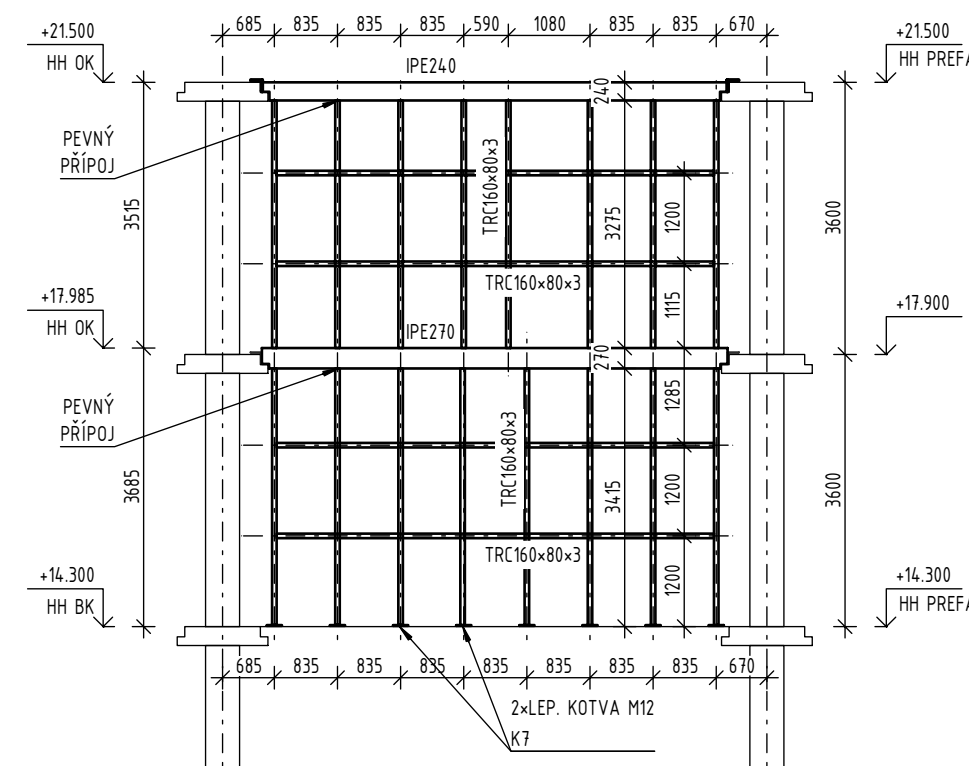 685 835 835 835 590 1080 835 835 670
+21.500
HH OK
+21.500
HH PREFA
IPE240
240
PEVNÝ
PŘÍPOJ
TRC160×80×3
3515
3275
1200
3600
TRC160×80×3
1115
+17.985
HH OK
+17.900
IPE270
270
PEVNÝ
PŘÍPOJ
1285
TRC160×80×3
3685
3415
1200
3600
TRC160×80×3
1200
+14.300
HH BK
+14.300
HH PREFA
685 835 835 835 835 835 835 835 670
2×LEP. KOTVA M12
K7